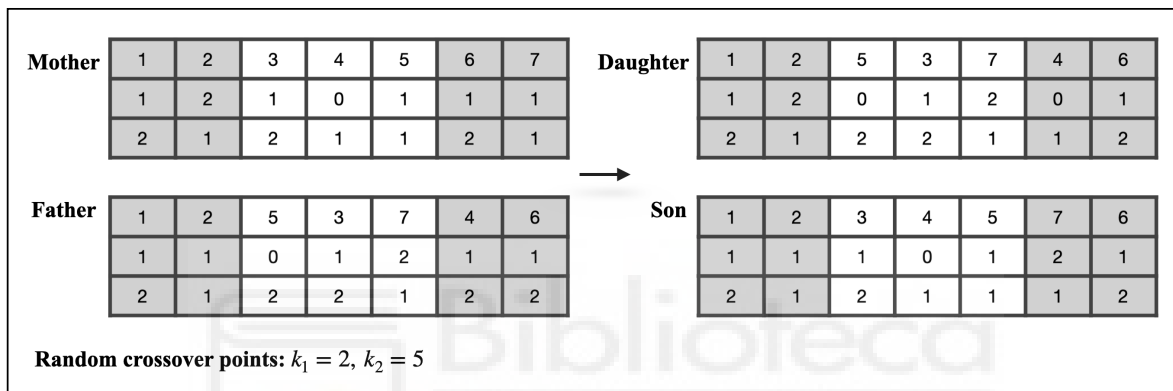 Mother 1 2 3 4 5 6 7
1 2 1 0 1 1 1
2 1 2 1 1 2 1
Daughter 1 2 5 3 7 4 6
1 2 0 1 2 0 1
2 1 2 2 1 1 2
Father 1 2 5 3 7 4 6
1 1 0 1 2 1 1
2 1 2 2 1 2 2
Son 1 2 3 4 5 7 6
1 1 1 0 1 2 1
2 1 2 1 1 1 2
Random crossover points: k₁ = 2, k₂ = 5
Biblioteca